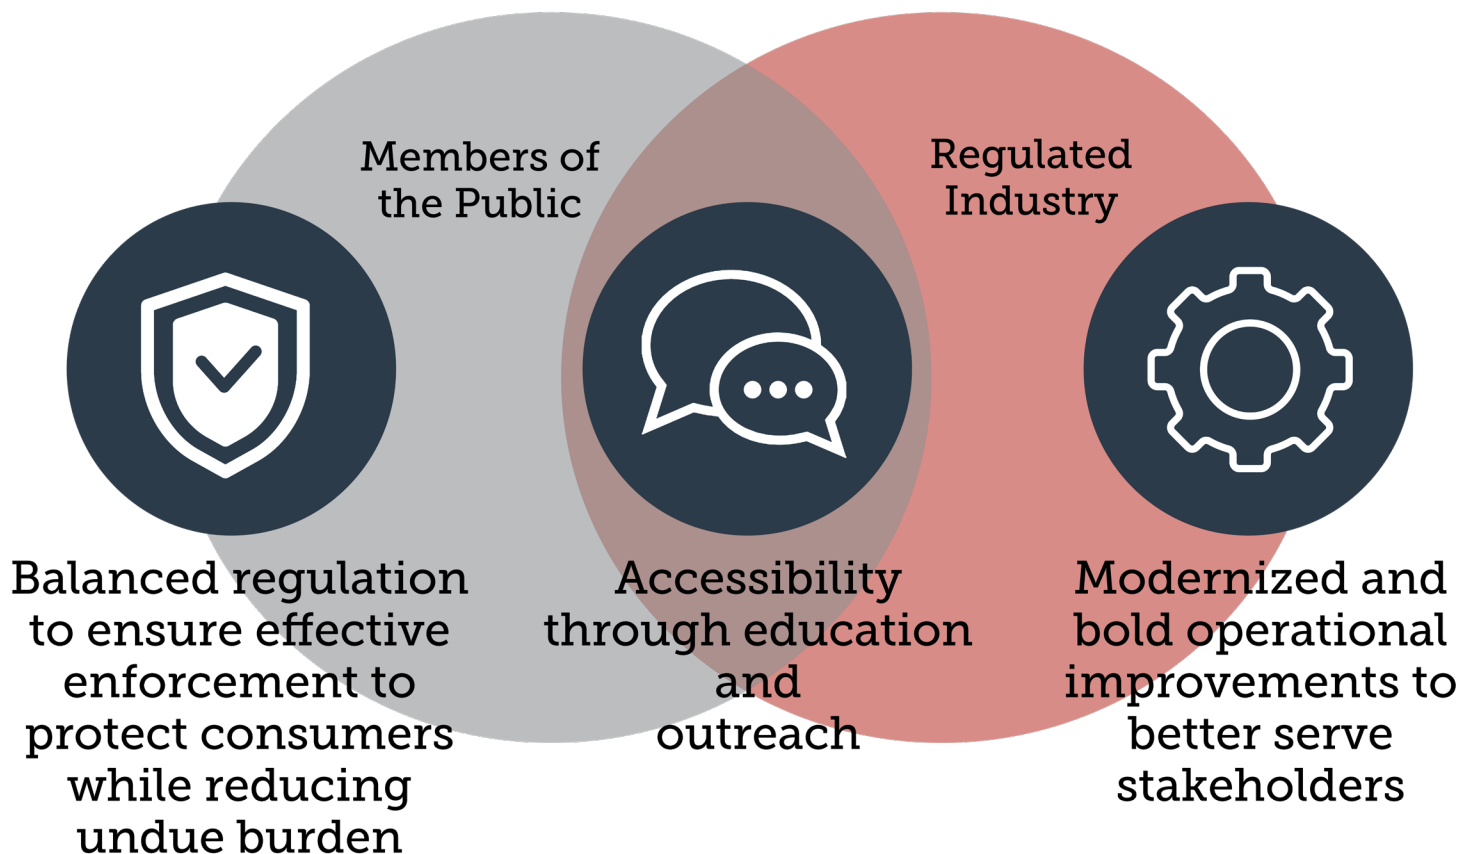 Members of
the Public
Regulated
Industry
Balanced regulation
to ensure effective
enforcement to
protect consumers
while reducing
undue burden
Accessibility
through education
and
outreach
Modernized and
bold operational
improvements to
better serve
stakeholders